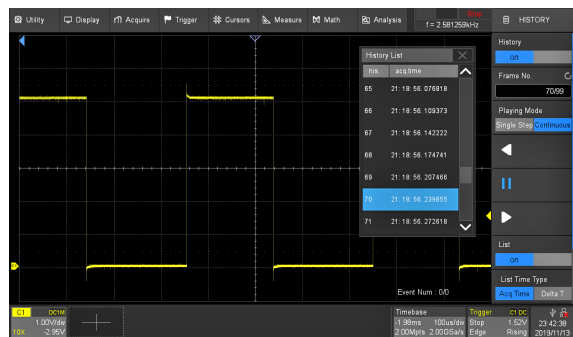 Utility Display Acquire Trigger Cursors Measure Math Analysis Stop
f = 2.581259kHz
HISTORY
History
on
Frame No.
70/99
Playing Mode
Single Step Continuous
List
on
List Time Type
Acq Time Delta T
History List
his. acq.time
65 21: 18: 56. 076818
66 21: 18: 56. 109373
67 21: 18: 56. 142222
68 21: 18: 56. 174741
69 21: 18: 56. 207466
70 21: 18: 56. 239855
71 21: 18: 56. 272618
Event Num : 0/0
C1 DC1M
1.00V/div
10X -2.95V
Timebase
-1.98ms 100us/div
2.00Mpts 2.00GSa/s
Trigger C1 DC
Stop 1.52V
Edge Rising
23:42:38
2019/11/13